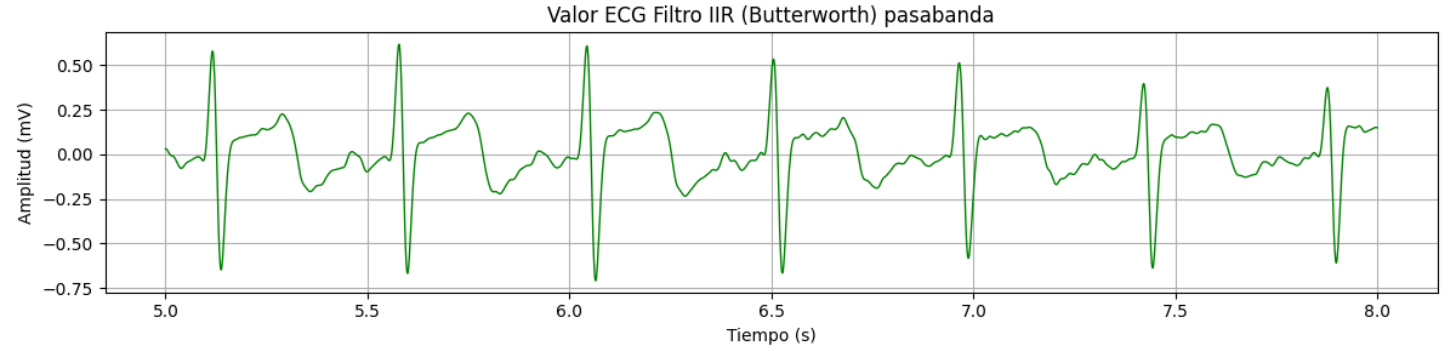 Valor ECG Filtro IIR (Butterworth) pasabanda
Amplitud (mV)
0.50
0.25
0.00
−0.25
−0.50
−0.75
5.0 5.5 6.0 6.5 7.0 7.5 8.0
Tiempo (s)